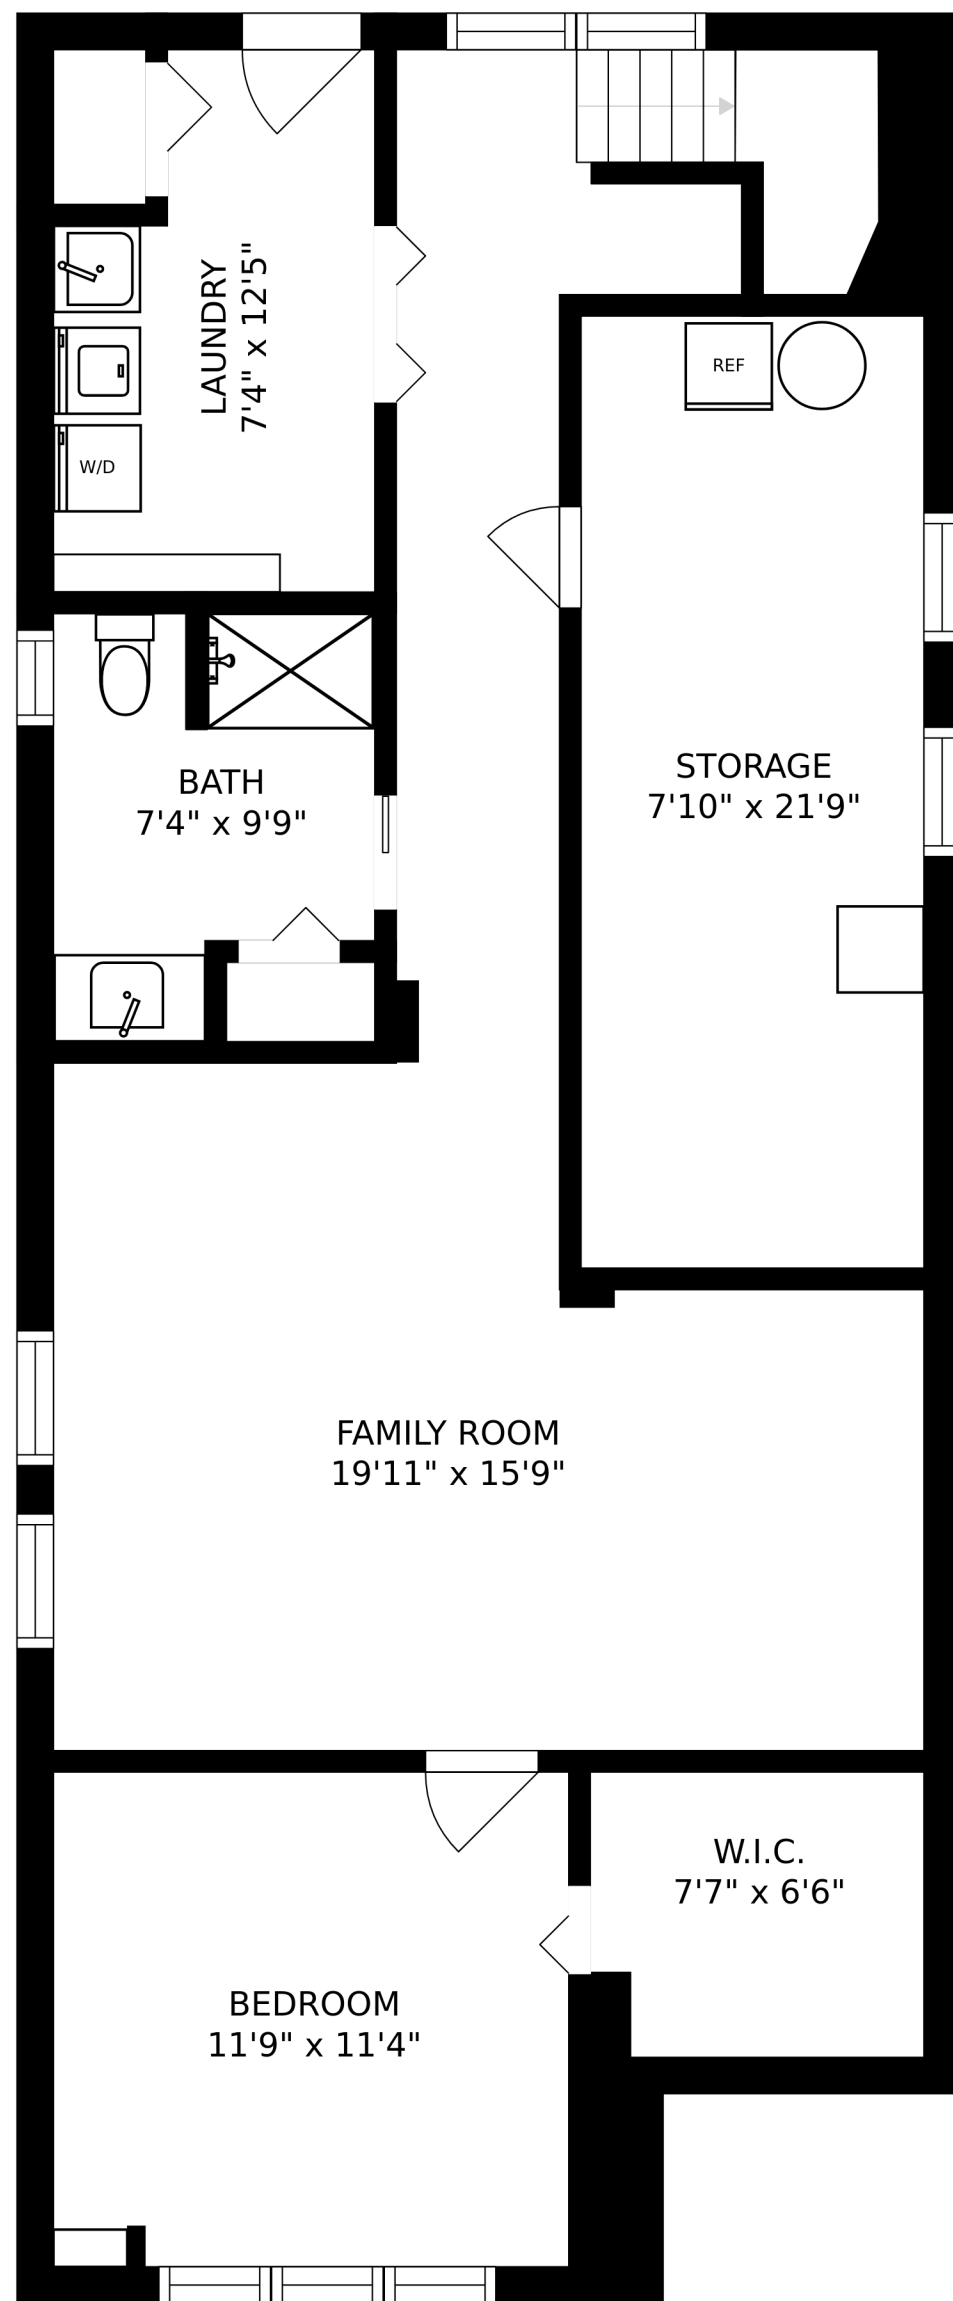 LAUNDRY
7'4" x 12'5"
REF
W/D
BATH
7'4" x 9'9"
STORAGE
7'10" x 21'9"
FAMILY ROOM
19'11" x 15'9"
W.I.C.
7'7" x 6'6"
BEDROOM
11'9" x 11'4"